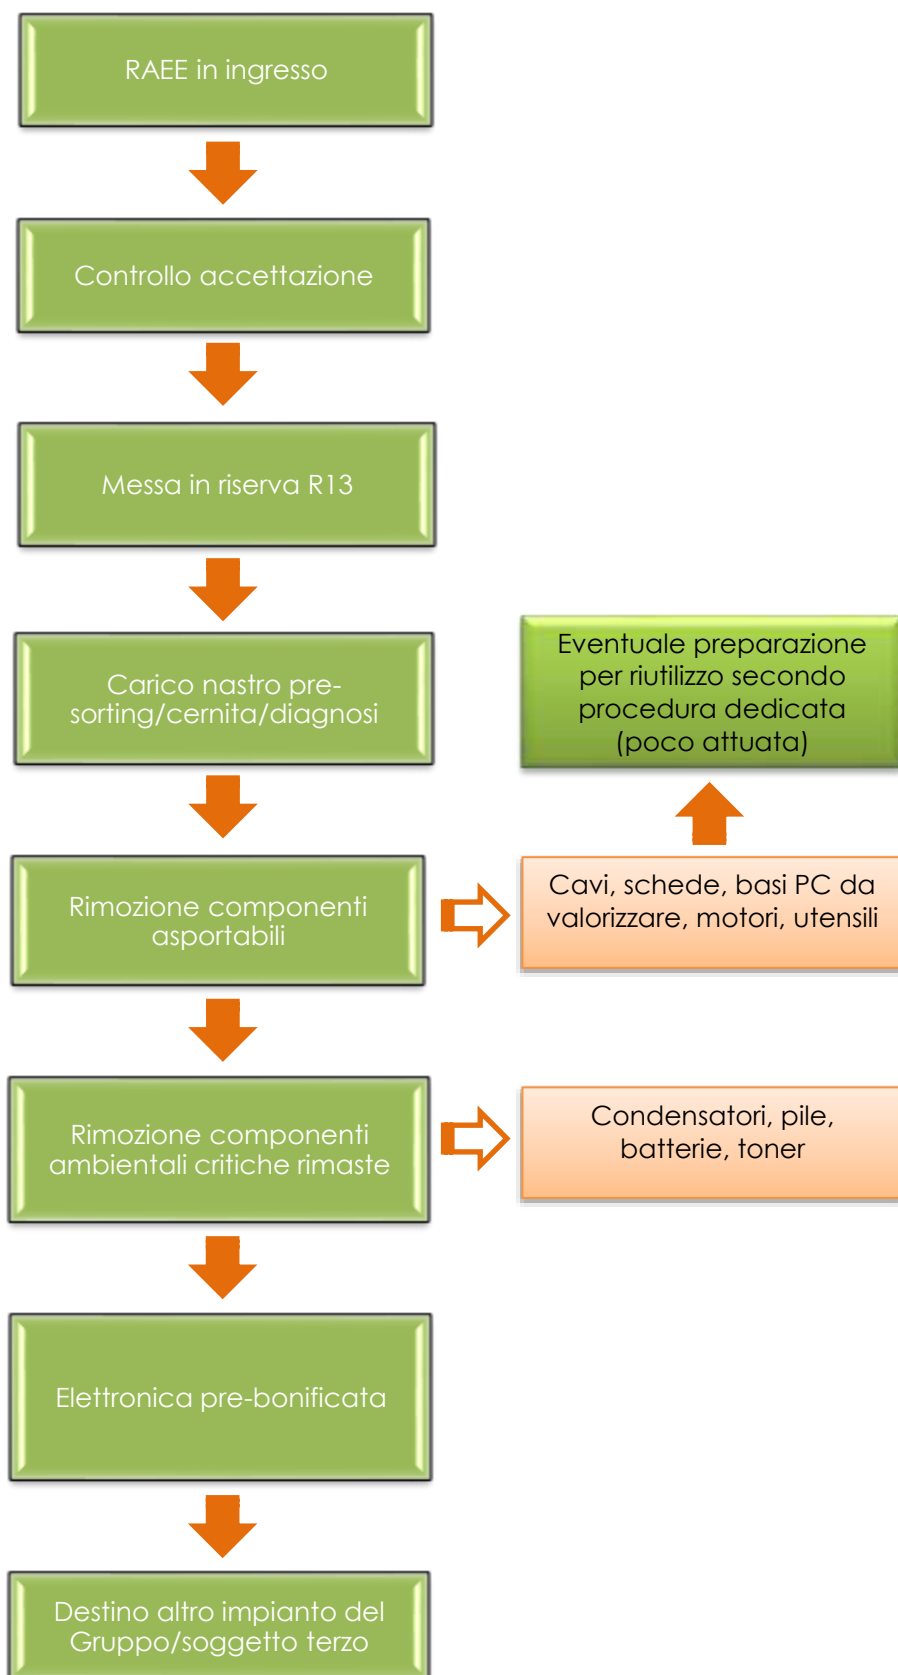 RAEE in ingresso
Controllo accettazione
Messa in riserva R13
Carico nastro pre-
sorting/cernita/diagnosi
Eventuale preparazione
per riutilizzo secondo
procedura dedicata
(poco attuata)
Rimozione componenti
asportabili
Cavi, schede, basi PC da
valorizzare, motori, utensili
Rimozione componenti
ambientali critiche rimaste
Condensatori, pile,
batterie, toner
Elettronica pre-bonificata
Destino altro impianto del
Gruppo/soggetto terzo